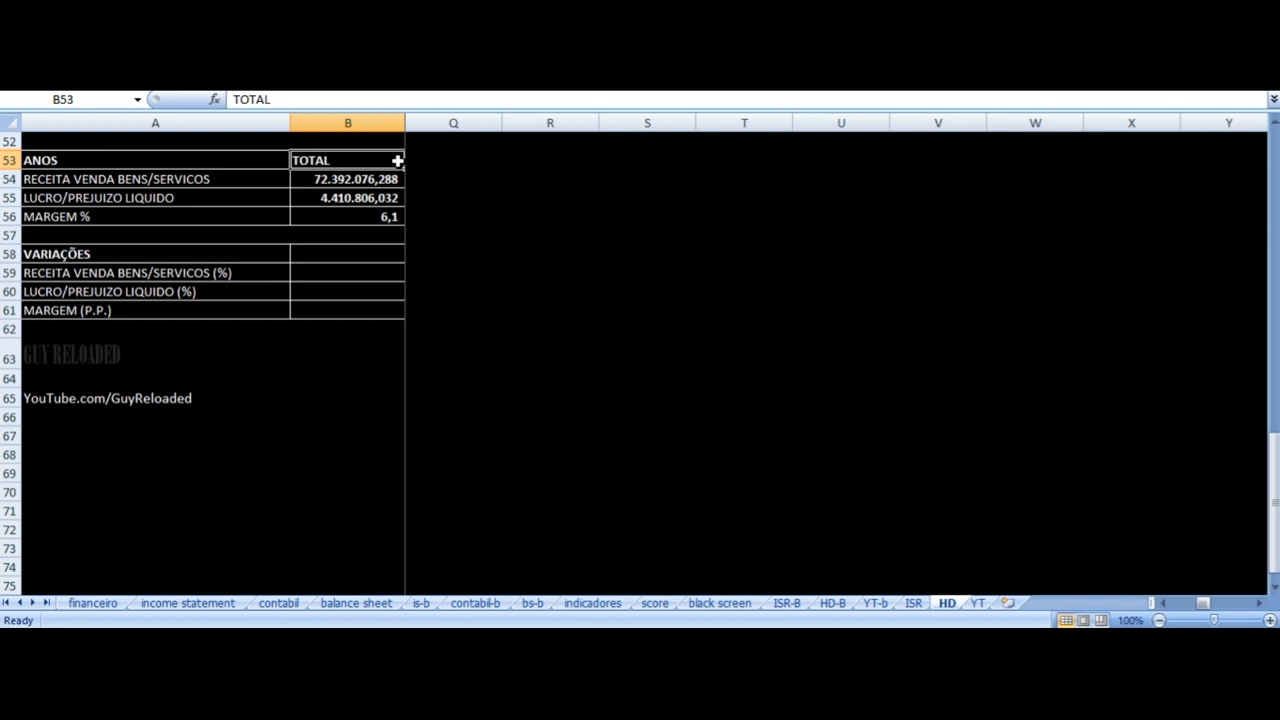 B53 fx TOTAL
A B Q R S T U V W X Y
52
53 ANOS TOTAL
54 RECEITA VENDA BENS/SERVICOS 72.392.076,288
55 LUCRO/PREJUIZO LIQUIDO 4.410.806,032
56 MARGEM % 6,1
57
58 VARIAÇÕES
59 RECEITA VENDA BENS/SERVICOS (%)
60 LUCRO/PREJUIZO LIQUIDO (%)
61 MARGEM (P.P.)
62
63 GUY RELOADED
64
65 YouTube.com/GuyReloaded
66
67
68
69
70
71
72
73
74
75
financeiro income statement contabil balance sheet is-b contabil-b bs-b indicadores score black screen ISR-B HD-B YT-b ISR HD YT
Ready 100%